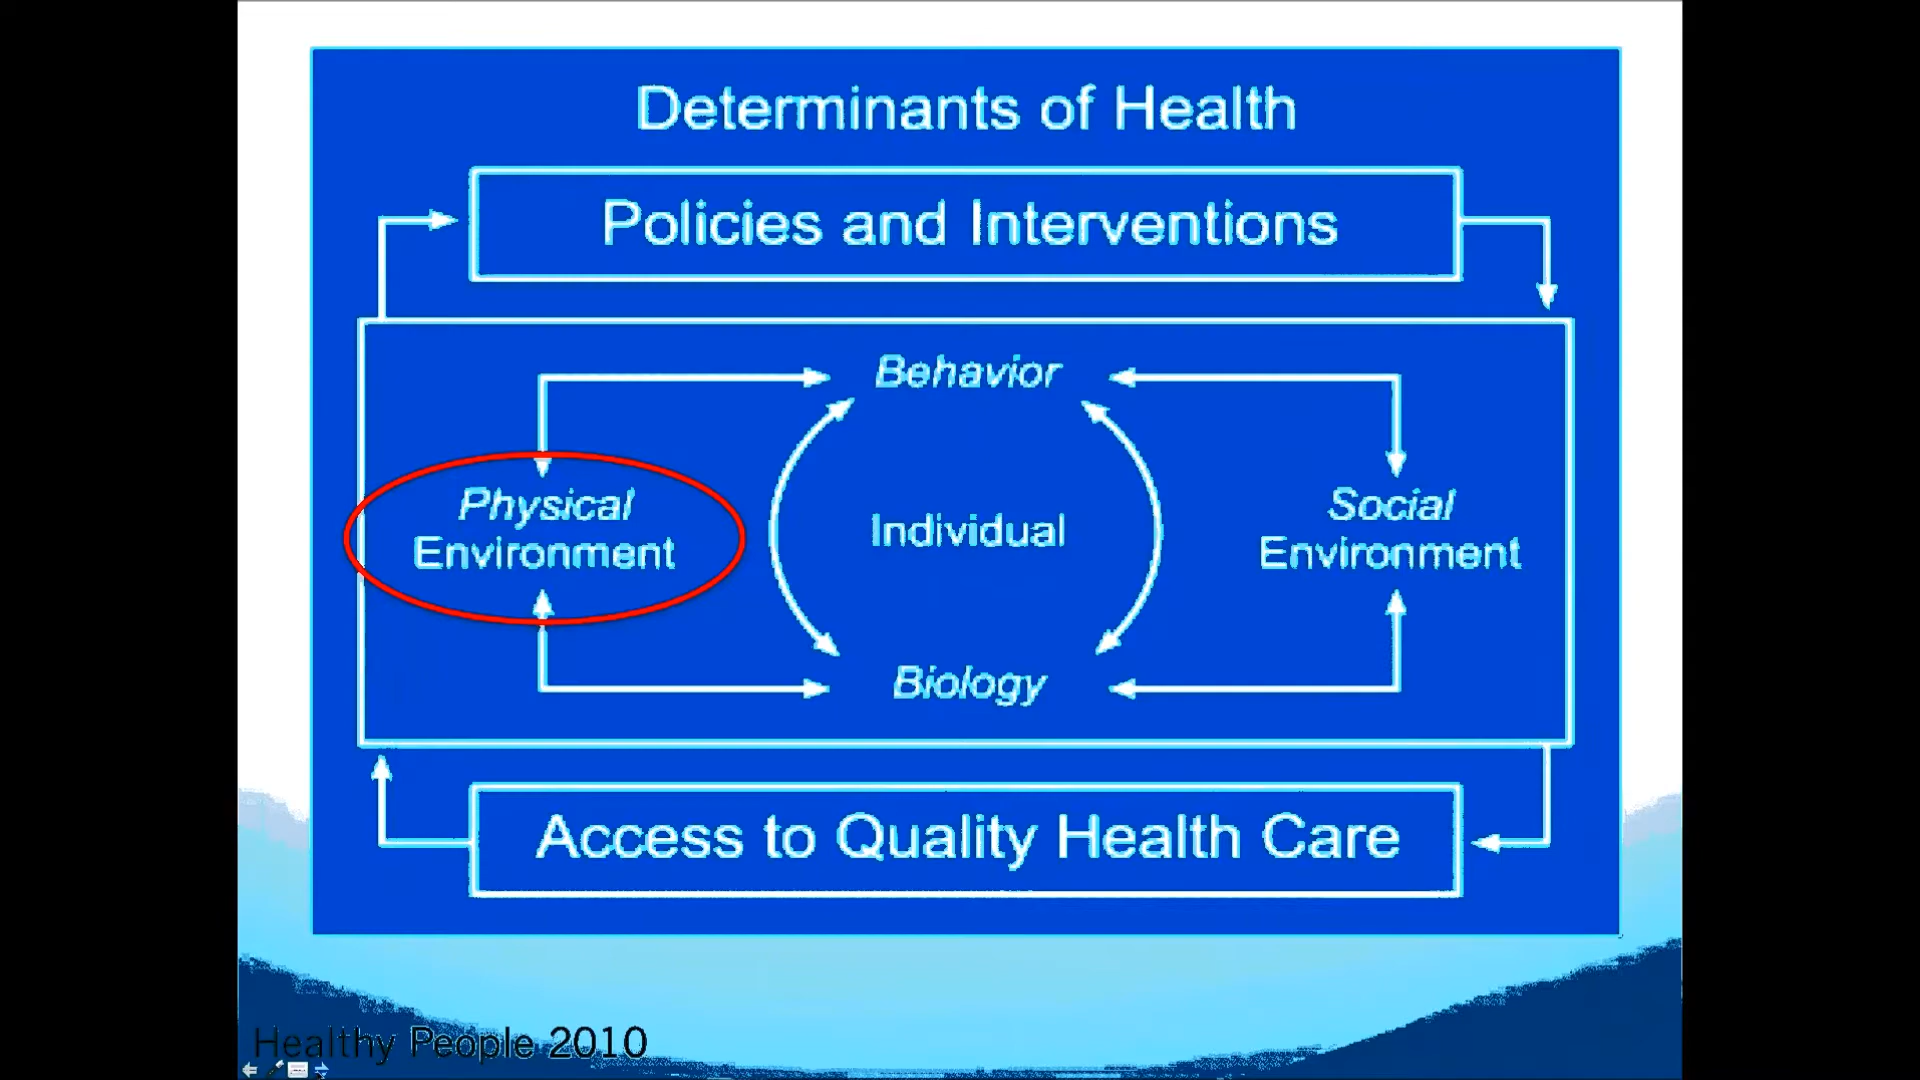 Determinants of Health
Policies and Interventions
Behavior
Physical
Environment
Individual
Social
Environment
Biology
Access to Quality Health Care
Healthy People 2010